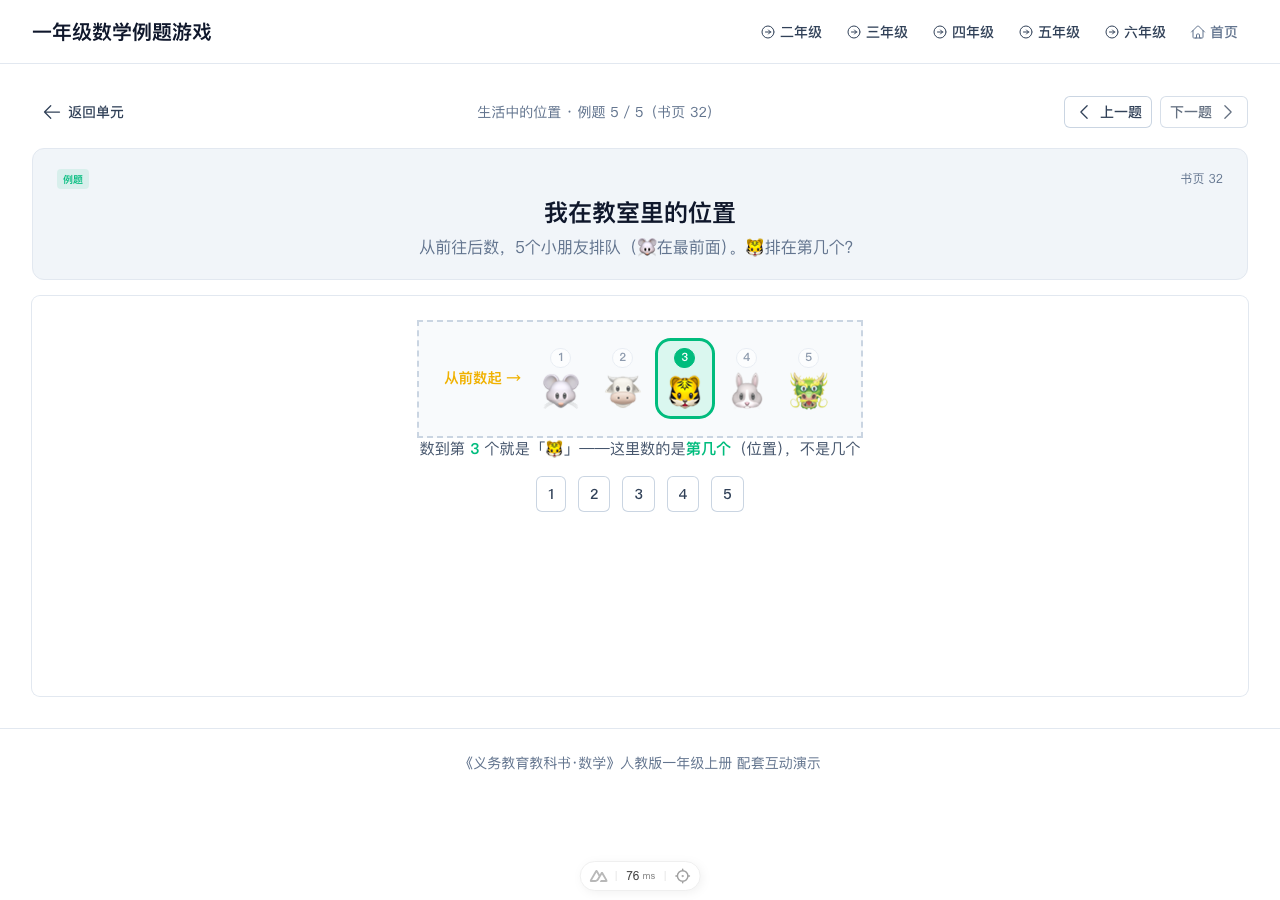 一年级数学例题游戏
二年级 三年级 四年级 五年级 六年级 首页
返回单元
生活中的位置 · 例题 5 / 5（书页 32）
上一题 下一题
例题
书页 32
我在教室里的位置
从前往后数，5个小朋友排队（🐭在最前面）。🐯排在第几个？
1 2 3 4 5
从前数起 →
数到第 3 个就是「🐯」——这里数的是第几个（位置），不是几个
1 2 3 4 5
《义务教育教科书·数学》人教版一年级上册 配套互动演示
76 ms